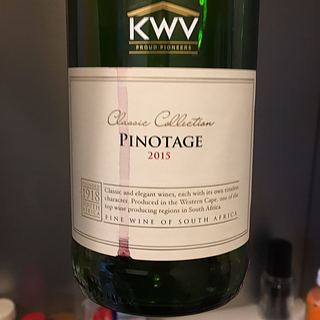 KWV
PROUD PIONEERS
Classic Collection
PINOTAGE
2015
1918
Classic and elegant wines, each with its own timeless
character. Produced in the Western Cape, one of the
top wine producing regions in South Africa.
FINE WINE OF SOUTH AFRICA